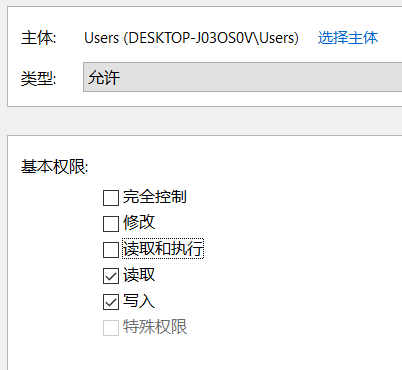 主体: Users (DESKTOP-J03OS0V\Users) 选择主体
类型: 允许
基本权限:
完全控制
修改
读取和执行
读取
写入
特殊权限